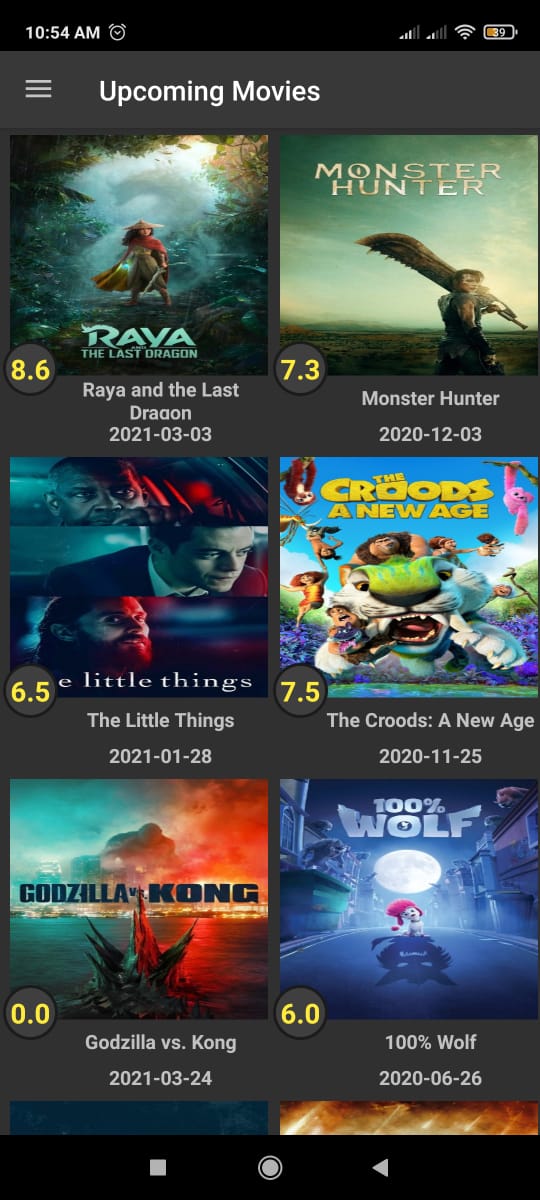 10:54 AM
39
Upcoming Movies
RAYA
AND
THE LAST DRAGON
8.6
Raya and the Last
Dragon
2021-03-03
MONSTER
HUNTER
7.3
Monster Hunter
2020-12-03
e little things
6.5
The Little Things
2021-01-28
THE
CROODS
A NEW AGE
7.5
The Croods: A New Age
2020-11-25
GODZILLA vs. KONG
0.0
Godzilla vs. Kong
2021-03-24
100%
WOLF
6.0
100% Wolf
2020-06-26